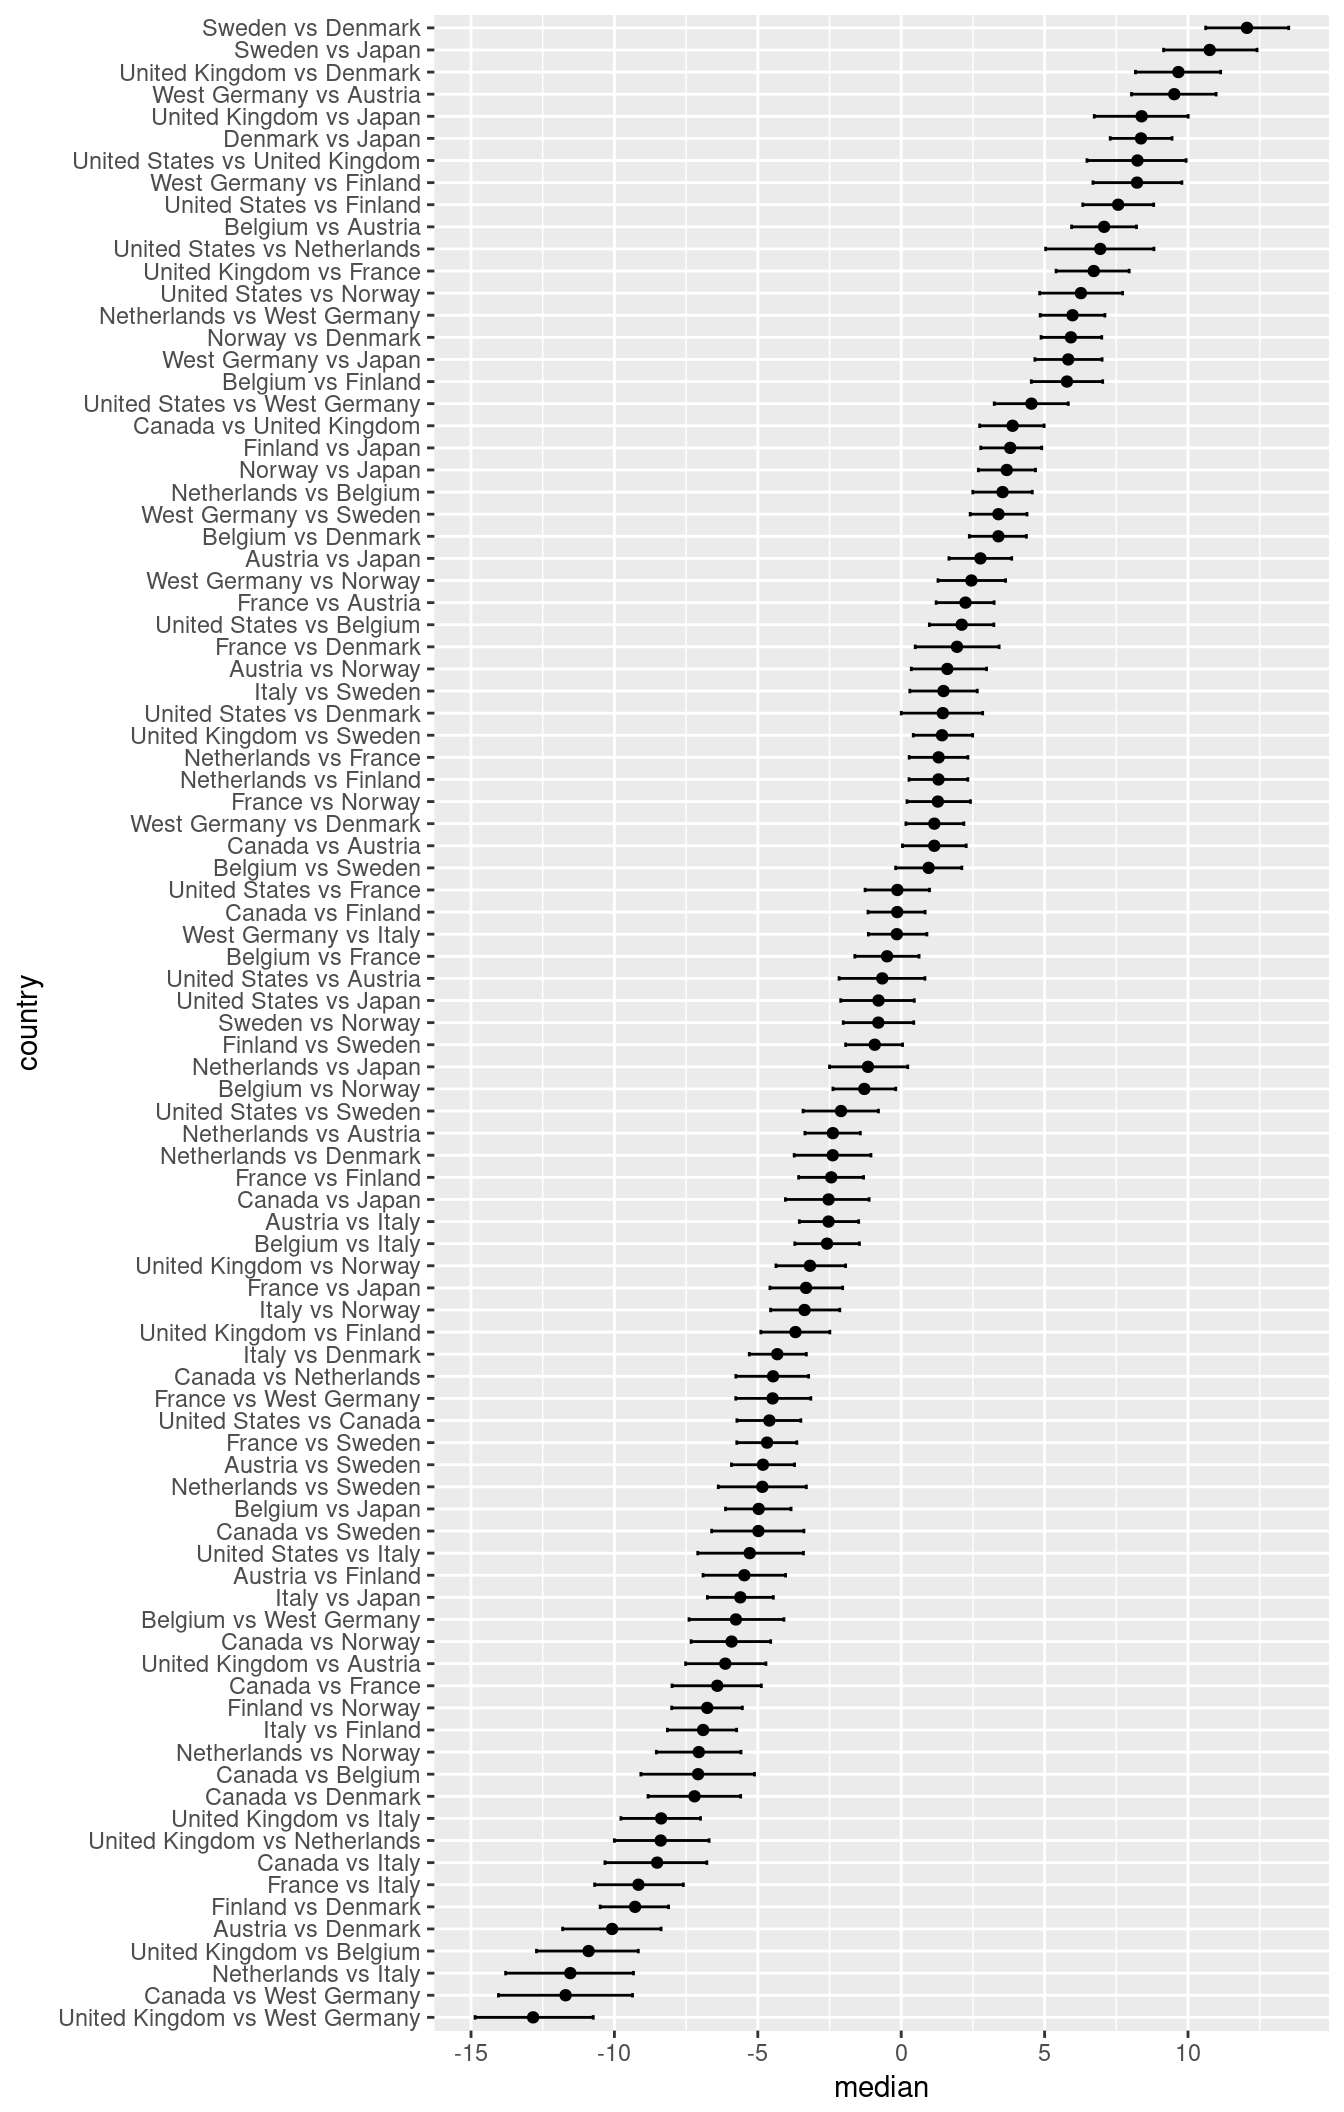 Sweden vs Denmark
Sweden vs Japan
United Kingdom vs Denmark
West Germany vs Austria
United Kingdom vs Japan
Denmark vs Japan
United States vs United Kingdom
West Germany vs Finland
United States vs Finland
Belgium vs Austria
United States vs Netherlands
United Kingdom vs France
United States vs Norway
Netherlands vs West Germany
Norway vs Denmark
West Germany vs Japan
Belgium vs Finland
United States vs West Germany
Canada vs United Kingdom
Finland vs Japan
Norway vs Japan
Netherlands vs Belgium
West Germany vs Sweden
Belgium vs Denmark
Austria vs Japan
West Germany vs Norway
France vs Austria
United States vs Belgium
France vs Denmark
Austria vs Norway
Italy vs Sweden
United States vs Denmark
United Kingdom vs Sweden
Netherlands vs France
Netherlands vs Finland
France vs Norway
West Germany vs Denmark
Canada vs Austria
Belgium vs Sweden
United States vs France
Canada vs Finland
West Germany vs Italy
Belgium vs France
United States vs Austria
United States vs Japan
Sweden vs Norway
Finland vs Sweden
Netherlands vs Japan
Belgium vs Norway
United States vs Sweden
Netherlands vs Austria
Netherlands vs Denmark
France vs Finland
Canada vs Japan
Austria vs Italy
Belgium vs Italy
United Kingdom vs Norway
France vs Japan
Italy vs Norway
United Kingdom vs Finland
Italy vs Denmark
Canada vs Netherlands
France vs West Germany
United States vs Canada
France vs Sweden
Austria vs Sweden
Netherlands vs Sweden
Belgium vs Japan
Canada vs Sweden
United States vs Italy
Austria vs Finland
Italy vs Japan
Belgium vs West Germany
Canada vs Norway
United Kingdom vs Austria
Canada vs France
Finland vs Norway
Italy vs Finland
Netherlands vs Norway
Canada vs Belgium
Canada vs Denmark
United Kingdom vs Italy
United Kingdom vs Netherlands
Canada vs Italy
France vs Italy
Finland vs Denmark
Austria vs Denmark
United Kingdom vs Belgium
Netherlands vs Italy
Canada vs West Germany
United Kingdom vs West Germany
country
-15 -10 -5 0 5 10
median